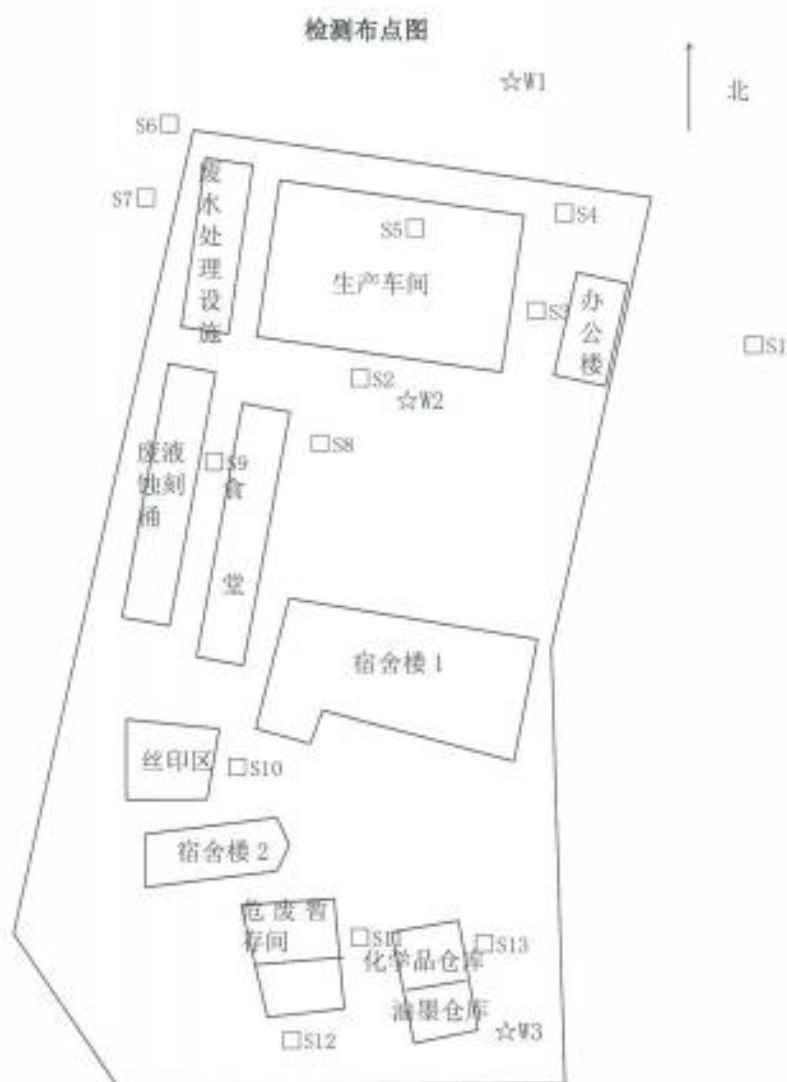 检测布点图
☆W1
北
S6□
S7□
废水处理设施
S5□
□S4
生产车间
□S3
办公楼
□S1
□S2
☆W2
□S8
废液
蚀刻
桶
□S9
食堂
宿舍楼1
丝印区
□S10
宿舍楼2
危废暂
存间
□S11
□S13
化学品仓库
油墨仓库
□S12
☆W3